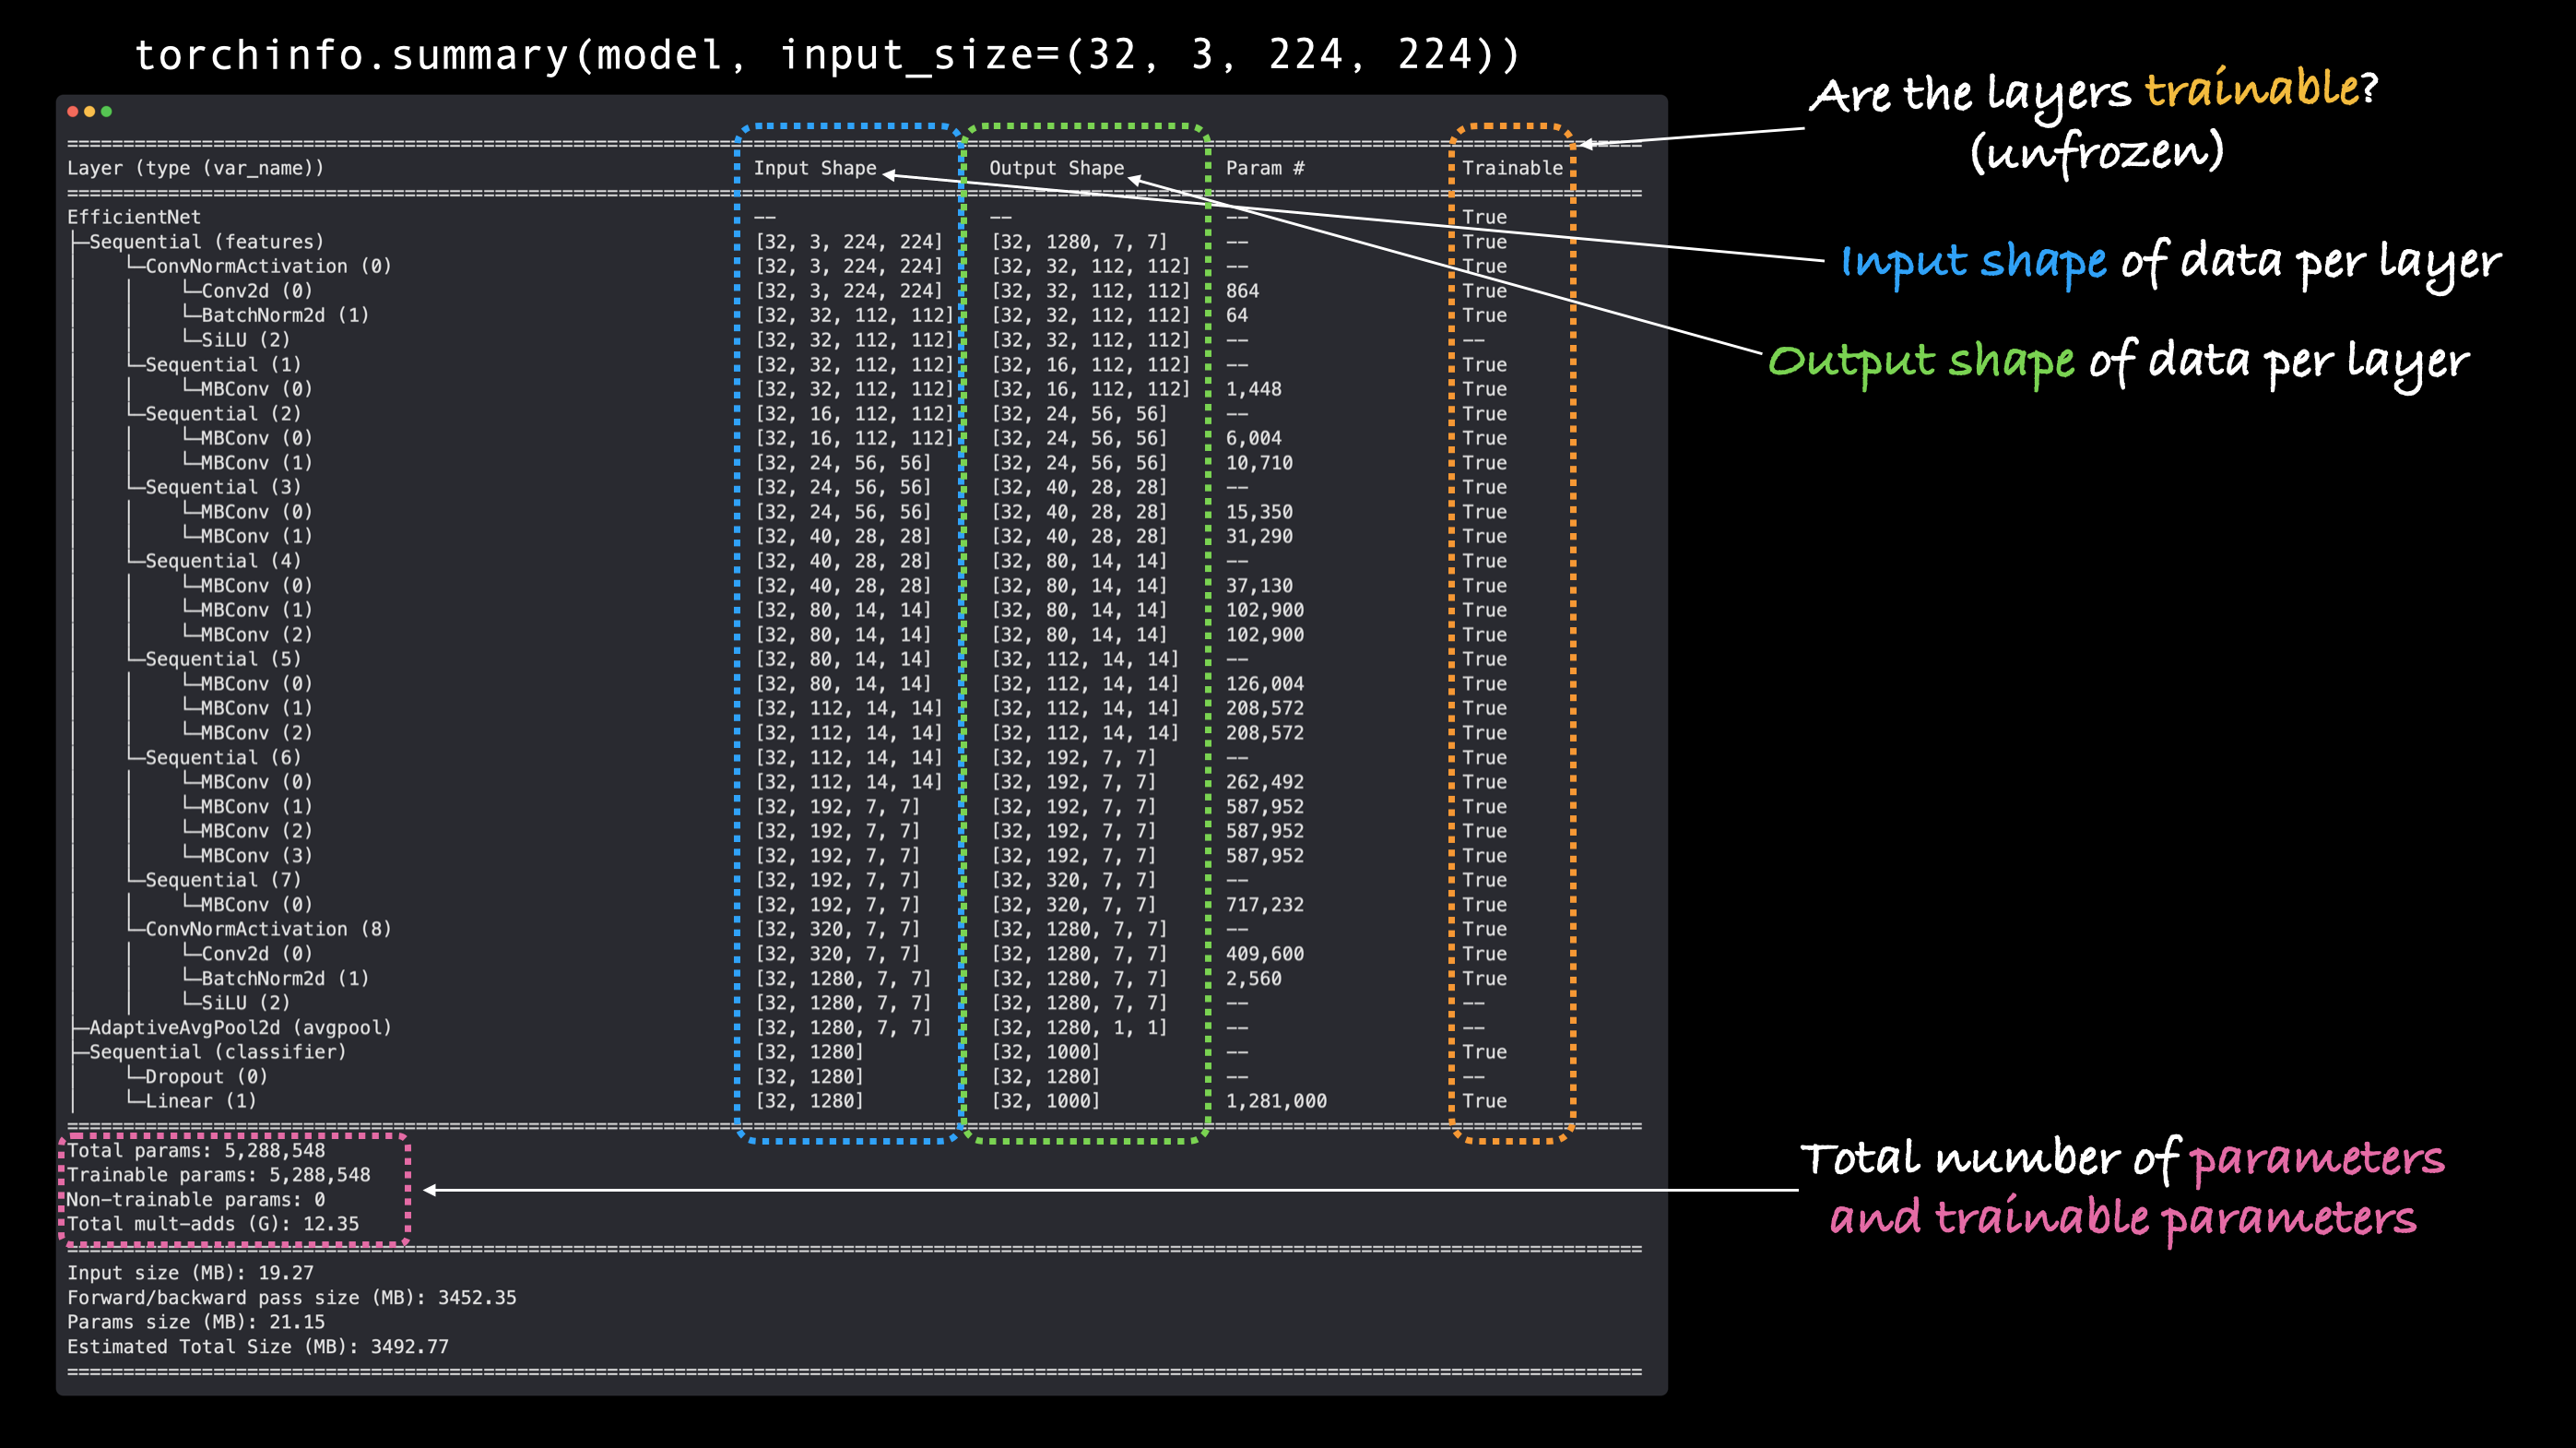 torchinfo.summary(model, input_size=(32, 3, 224, 224))
Are the layers trainable?
(unfrozen)
Input shape of data per layer
Output shape of data per layer
Total number of parameters
and trainable parameters
==========================================================================================
Layer (type (var_name)) Input Shape Output Shape Param # Trainable
==========================================================================================
EfficientNet —— —— —— True
├─Sequential (features) [32, 3, 224, 224] [32, 1280, 7, 7] —— True
│ └─ConvNormActivation (0) [32, 3, 224, 224] [32, 32, 112, 112] —— True
│ │ └─Conv2d (0) [32, 3, 224, 224] [32, 32, 112, 112] 864 True
│ │ └─BatchNorm2d (1) [32, 32, 112, 112] [32, 32, 112, 112] 64 True
│ │ └─SiLU (2) [32, 32, 112, 112] [32, 32, 112, 112] —— ——
│ └─Sequential (1) [32, 32, 112, 112] [32, 16, 112, 112] —— True
│ │ └─MBConv (0) [32, 32, 112, 112] [32, 16, 112, 112] 1,448 True
│ └─Sequential (2) [32, 16, 112, 112] [32, 24, 56, 56] —— True
│ │ └─MBConv (0) [32, 16, 112, 112] [32, 24, 56, 56] 6,004 True
│ │ └─MBConv (1) [32, 24, 56, 56] [32, 24, 56, 56] 10,710 True
│ └─Sequential (3) [32, 24, 56, 56] [32, 40, 28, 28] —— True
│ │ └─MBConv (0) [32, 24, 56, 56] [32, 40, 28, 28] 15,350 True
│ │ └─MBConv (1) [32, 40, 28, 28] [32, 40, 28, 28] 31,290 True
│ └─Sequential (4) [32, 40, 28, 28] [32, 80, 14, 14] —— True
│ │ └─MBConv (0) [32, 40, 28, 28] [32, 80, 14, 14] 37,130 True
│ │ └─MBConv (1) [32, 80, 14, 14] [32, 80, 14, 14] 102,900 True
│ │ └─MBConv (2) [32, 80, 14, 14] [32, 80, 14, 14] 102,900 True
│ └─Sequential (5) [32, 80, 14, 14] [32, 112, 14, 14] —— True
│ │ └─MBConv (0) [32, 80, 14, 14] [32, 112, 14, 14] 126,004 True
│ │ └─MBConv (1) [32, 112, 14, 14] [32, 112, 14, 14] 208,572 True
│ │ └─MBConv (2) [32, 112, 14, 14] [32, 112, 14, 14] 208,572 True
│ └─Sequential (6) [32, 112, 14, 14] [32, 192, 7, 7] —— True
│ │ └─MBConv (0) [32, 112, 14, 14] [32, 192, 7, 7] 262,492 True
│ │ └─MBConv (1) [32, 192, 7, 7] [32, 192, 7, 7] 587,952 True
│ │ └─MBConv (2) [32, 192, 7, 7] [32, 192, 7, 7] 587,952 True
│ │ └─MBConv (3) [32, 192, 7, 7] [32, 192, 7, 7] 587,952 True
│ └─Sequential (7) [32, 192, 7, 7] [32, 320, 7, 7] —— True
│ │ └─MBConv (0) [32, 192, 7, 7] [32, 320, 7, 7] 717,232 True
│ └─ConvNormActivation (8) [32, 320, 7, 7] [32, 1280, 7, 7] —— True
│ │ └─Conv2d (0) [32, 320, 7, 7] [32, 1280, 7, 7] 409,600 True
│ │ └─BatchNorm2d (1) [32, 1280, 7, 7] [32, 1280, 7, 7] 2,560 True
│ │ └─SiLU (2) [32, 1280, 7, 7] [32, 1280, 7, 7] —— ——
├─AdaptiveAvgPool2d (avgpool) [32, 1280, 7, 7] [32, 1280, 1, 1] —— ——
├─Sequential (classifier) [32, 1280] [32, 1000] —— True
│ └─Dropout (0) [32, 1280] [32, 1280] —— ——
│ └─Linear (1) [32, 1280] [32, 1000] 1,281,000 True
==========================================================================================
Total params: 5,288,548
Trainable params: 5,288,548
Non-trainable params: 0
Total mult-adds (G): 12.35
==========================================================================================
Input size (MB): 19.27
Forward/backward pass size (MB): 3452.35
Params size (MB): 21.15
Estimated Total Size (MB): 3492.77
==========================================================================================